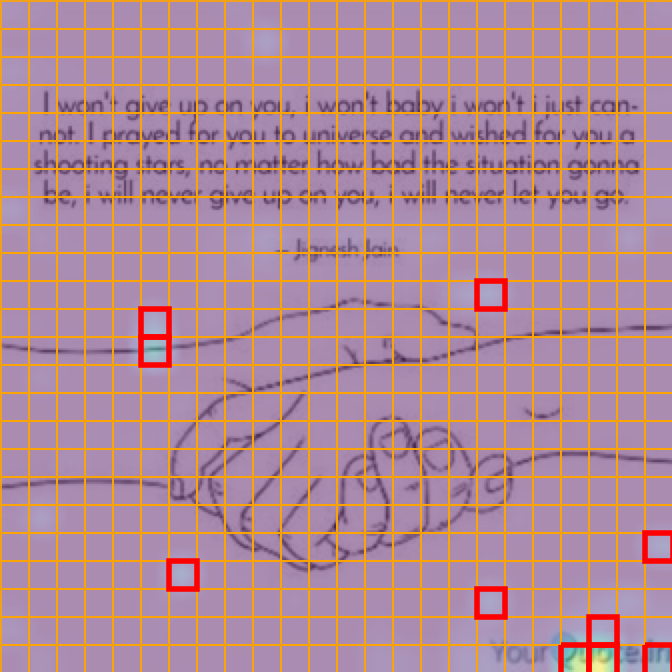 I won't give up on you, i won't baby i won't i just can-
not. I prayed for you to universe and wished for you a
shooting stars, no matter how bad the situation gonna
be, i will never give up on you, i will never let you go.
- Jignesh Jain
YourQuote.in